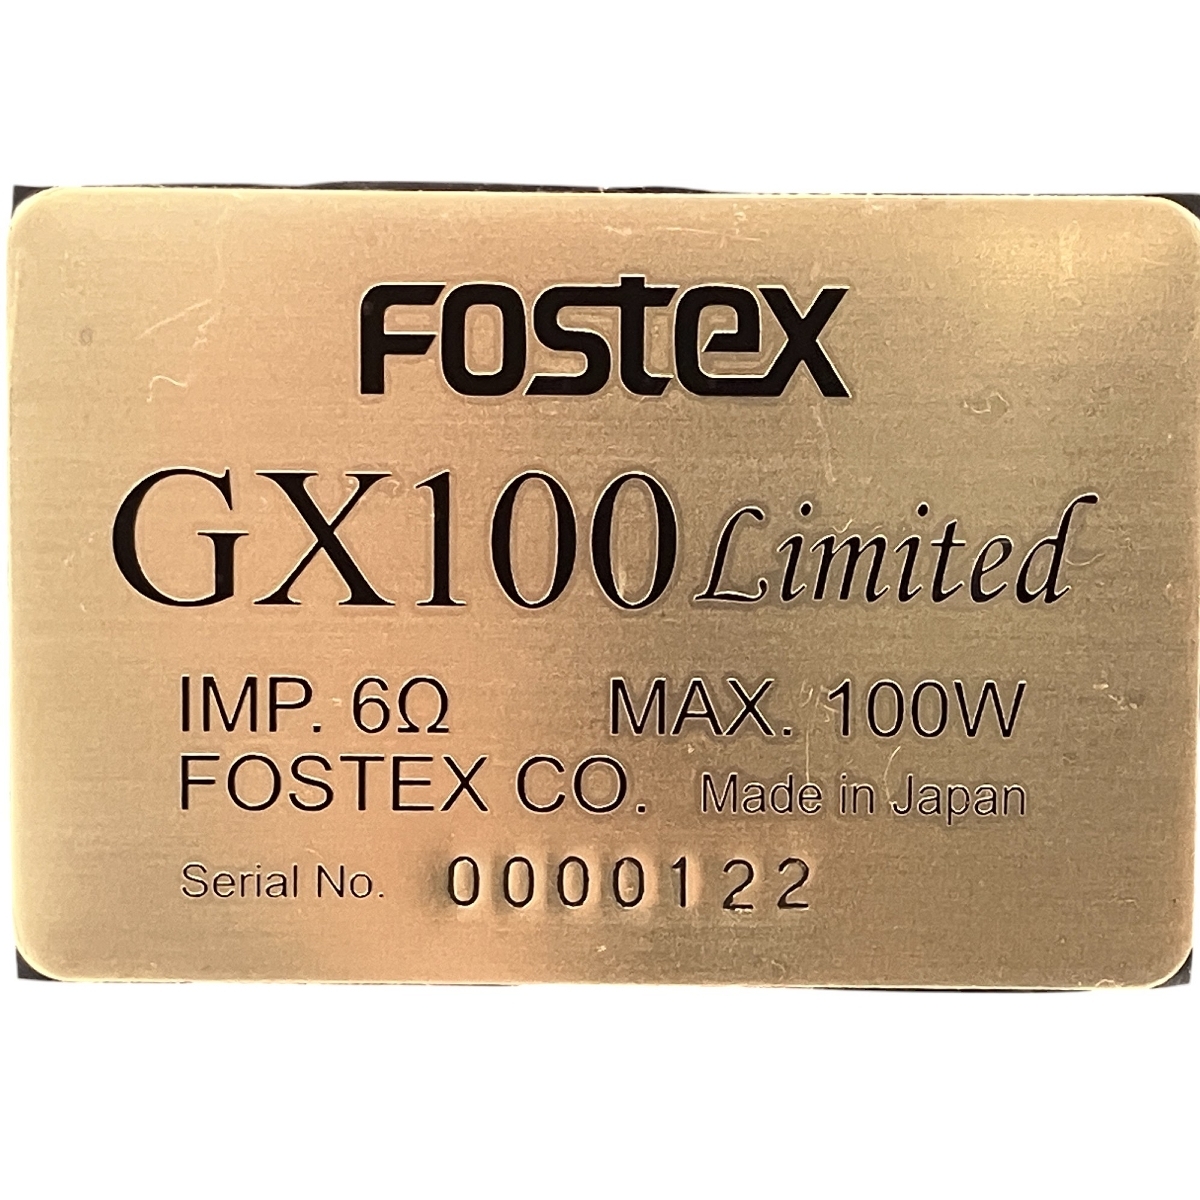 Fostex
GX100 Limited
IMP. 6Ω MAX. 100W
FOSTEX CO. Made in Japan
Serial No. 0000122